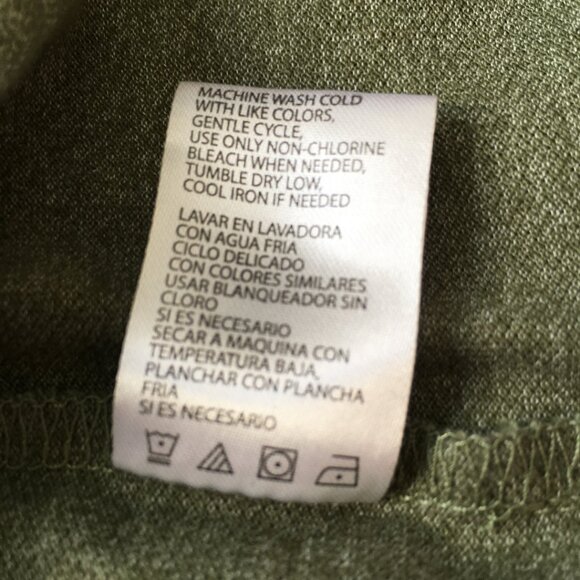 MACHINE WASH COLD
WITH LIKE COLORS,
GENTLE CYCLE,
USE ONLY NON-CHLORINE
BLEACH WHEN NEEDED,
TUMBLE DRY LOW,
COOL IRON IF NEEDED
LAVAR EN LAVADORA
CON AGUA FRIA
CICLO DELICADO
CON COLORES SIMILARES
USAR BLANQUEADOR SIN
CLORO
SI ES NECESARIO
SECAR A MAQUINA CON
TEMPERATURA BAJA,
PLANCHAR CON PLANCHA
FRIA
SI ES NECESARIO